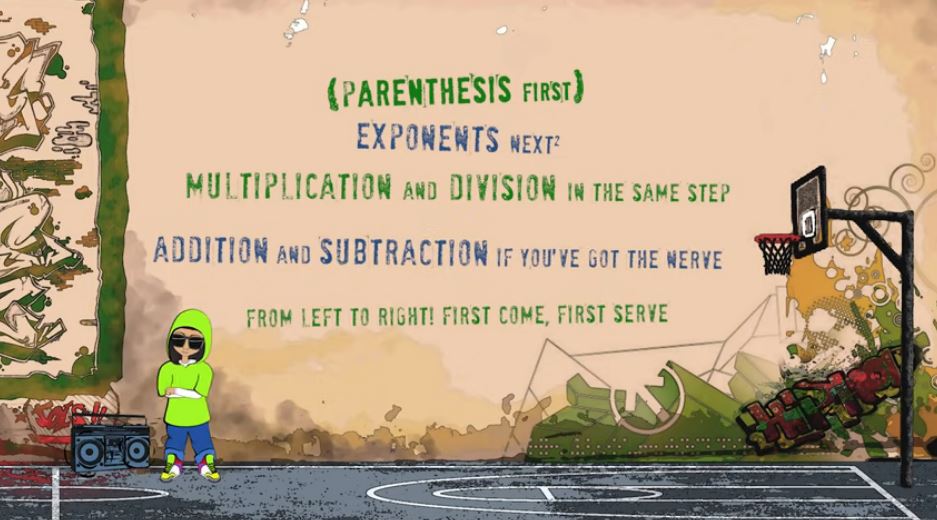 (PARENTHESIS FIRST)
EXPONENTS NEXT²
MULTIPLICATION AND DIVISION IN THE SAME STEP
ADDITION AND SUBTRACTION IF YOU'VE GOT THE NERVE
FROM LEFT TO RIGHT! FIRST COME, FIRST SERVE